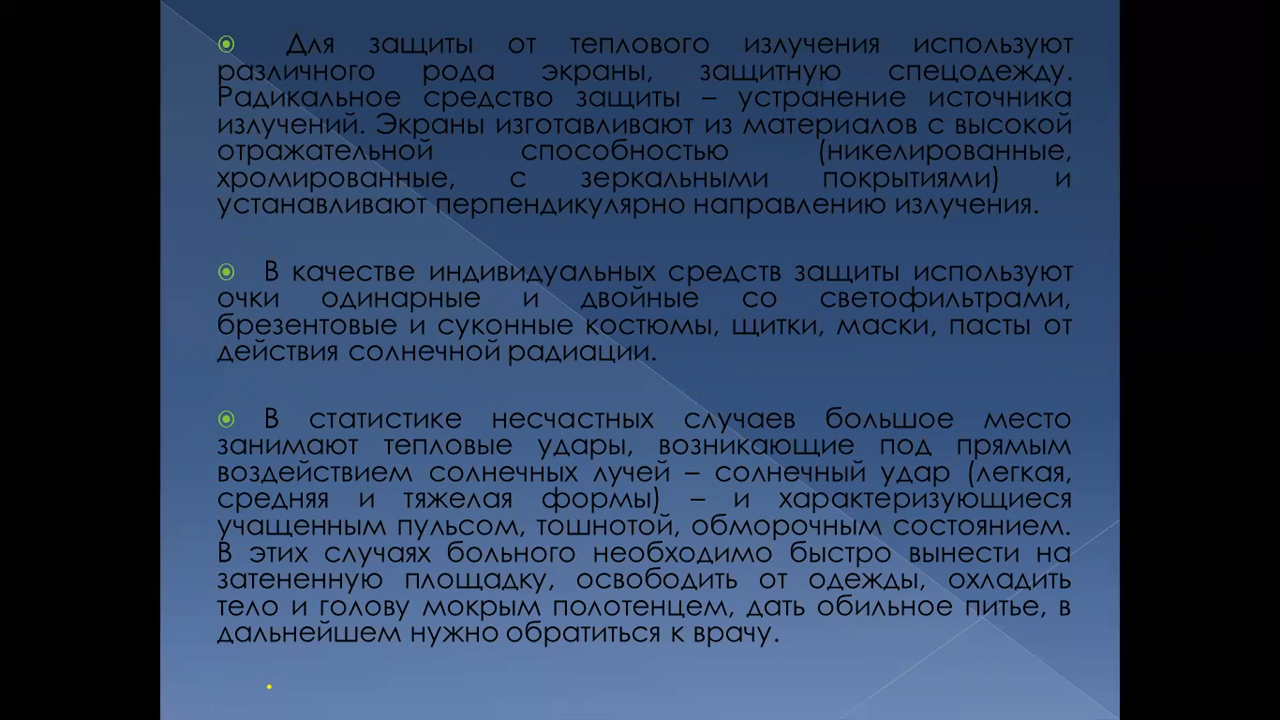 Для защиты от теплового излучения используют
различного рода экраны, защитную спецодежду.
Радикальное средство защиты – устранение источника
излучений. Экраны изготавливают из материалов с высокой
отражательной способностью (никелированные,
хромированные, с зеркальными покрытиями) и
устанавливают перпендикулярно направлению излучения.
В качестве индивидуальных средств защиты используют
очки одинарные и двойные со светофильтрами,
брезентовые и суконные костюмы, щитки, маски, пасты от
действия солнечной радиации.
В статистике несчастных случаев большое место
занимают тепловые удары, возникающие под прямым
воздействием солнечных лучей – солнечный удар (легкая,
средняя и тяжелая формы) – и характеризующиеся
учащенным пульсом, тошнотой, обморочным состоянием.
В этих случаях больного необходимо быстро вынести на
затененную площадку, освободить от одежды, охладить
тело и голову мокрым полотенцем, дать обильное питье, в
дальнейшем нужно обратиться к врачу.